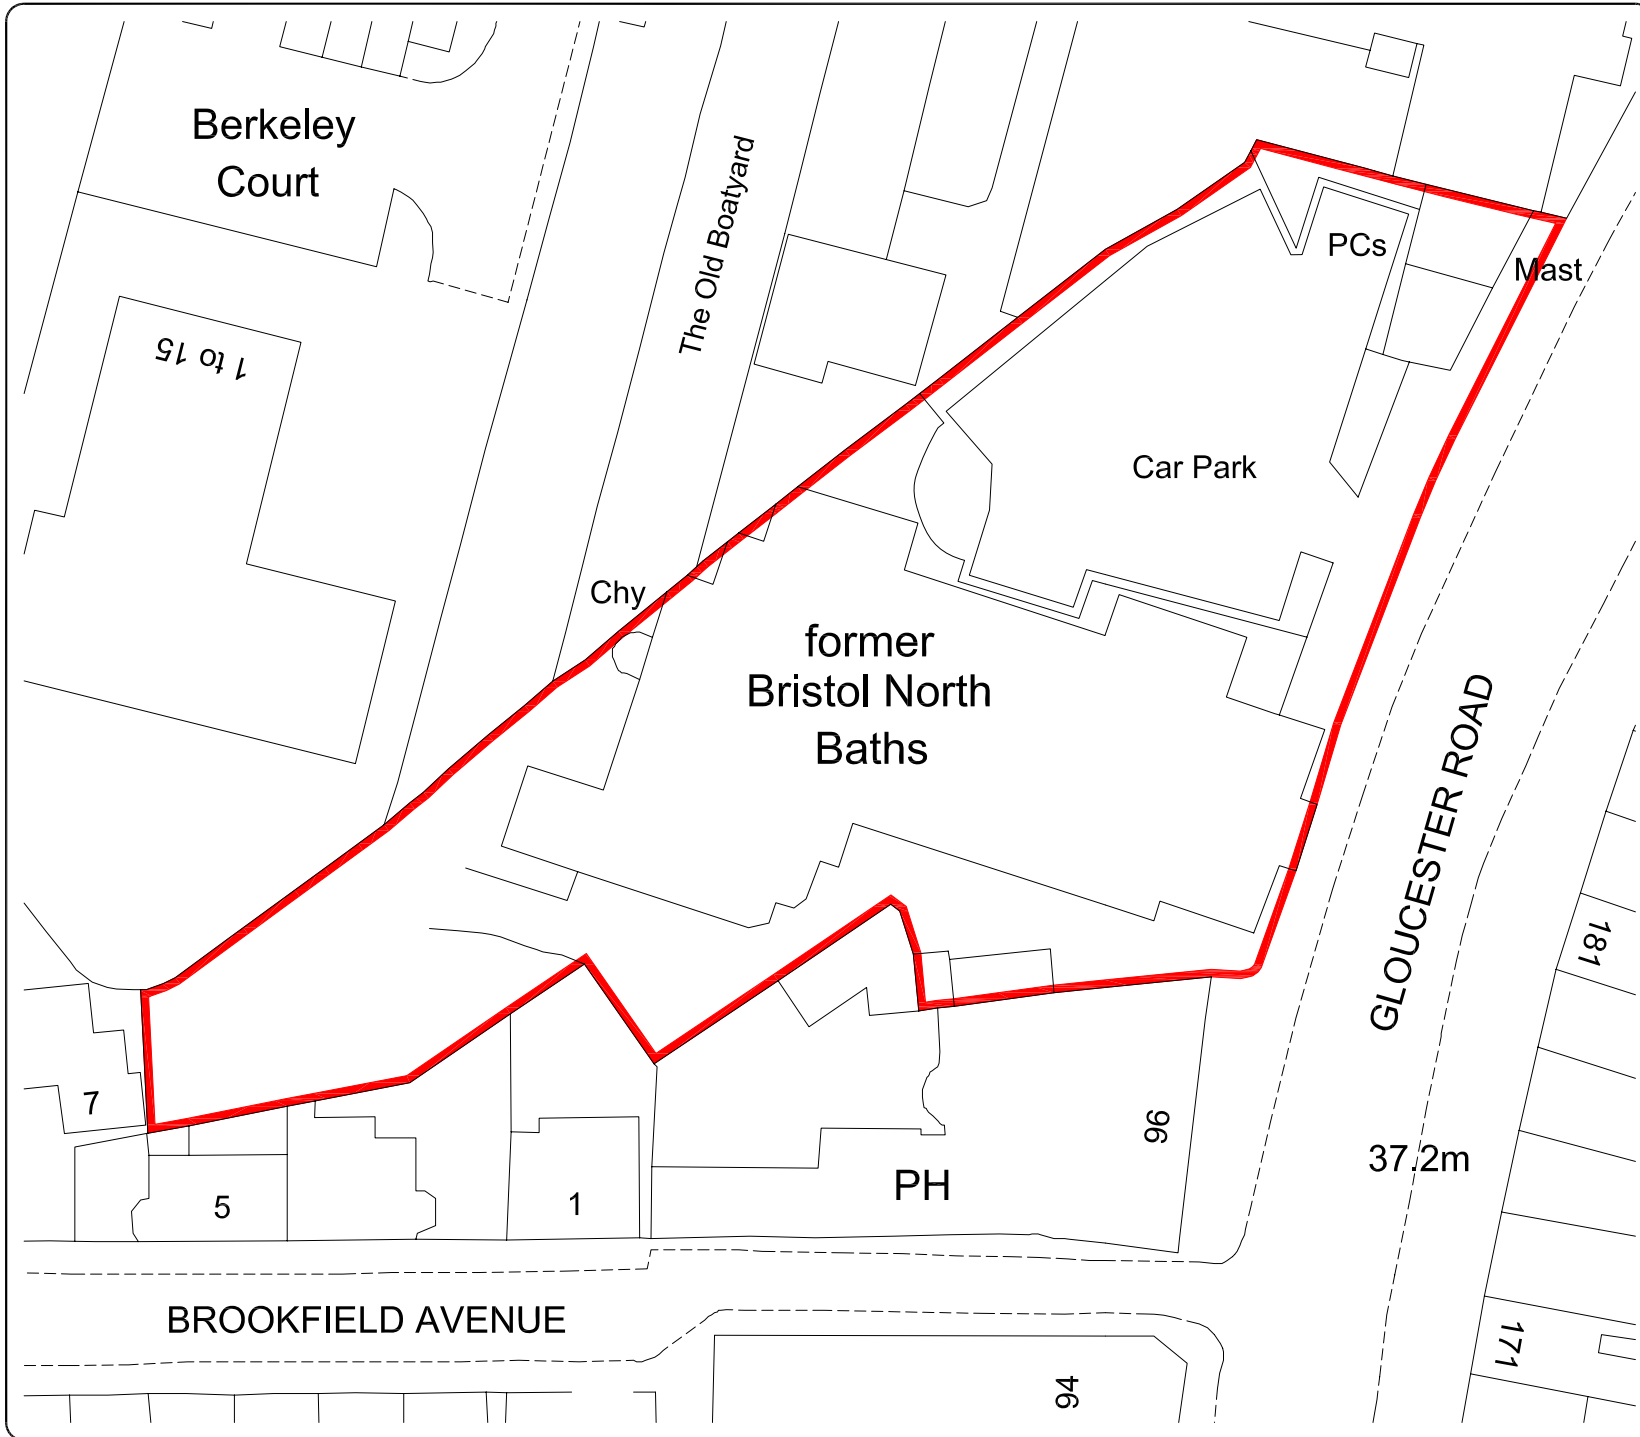 Berkeley
Court
The Old Boatyard
1 to 15
PCs
Mast
Car Park
Chy
former
Bristol North
Baths
GLOUCESTER ROAD
181
7
96
37.2m
5
1
PH
BROOKFIELD AVENUE
171
94